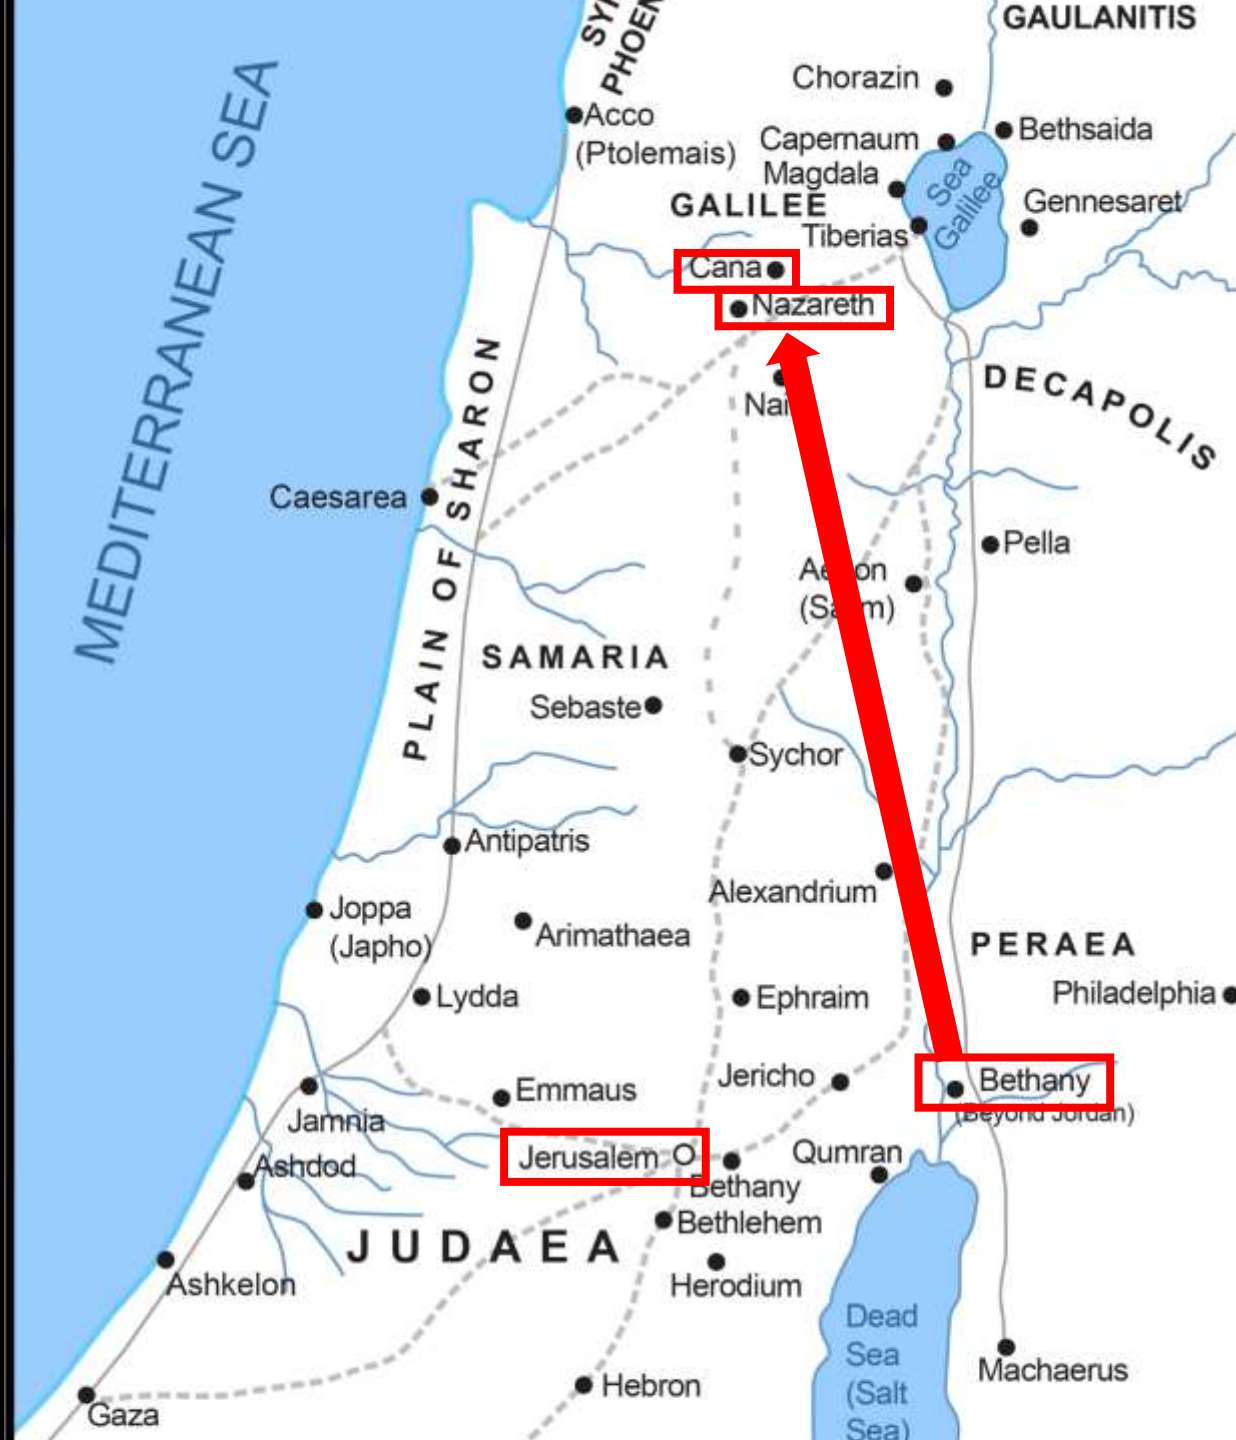 GAULANITIS
Chorazin
Acco
(Ptolemais)
Capernaum
Bethsaida
Magdala
Sea
Galilee
GALILEE
Gennesaret
Tiberias
Cana
Nazareth
MEDITERRANEAN SEA
DECAPOLIS
PLAIN OF SHARON
Caesarea
Pella
SAMARIA
Sebaste
Sychor
Antipatris
Alexandrium
Joppa
(Japho)
Arimathaea
PERAEA
Lydda
Ephraim
Philadelphia
Jericho
Bethany
(Beyond Jordan)
Emmaus
Jamnia
Jerusalem
Qumran
Ashdod
Bethany
Bethlehem
JUDAEA
Ashkelon
Herodium
Dead
Sea
(Salt
Sea)
Machaerus
Hebron
Gaza